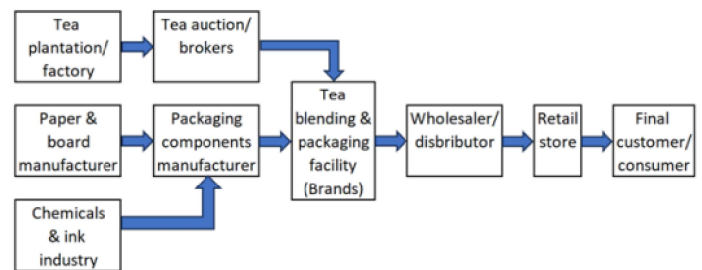 Tea
plantation/
factory
Tea auction/
brokers
Paper &
board
manufacturer
Packaging
components
manufacturer
Chemicals
& ink
industry
Tea
blending &
packaging
facility
(Brands)
Wholesaler/
disbributor
Retail
store
Final
customer/
consumer